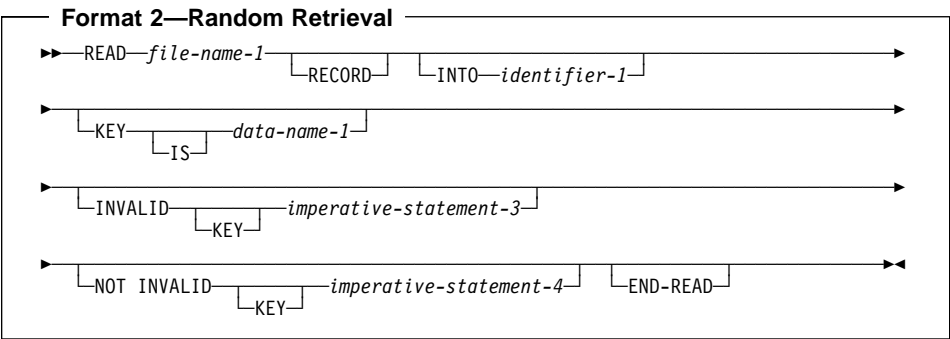 Format 2—Random Retrieval
READ file-name-1 RECORD INTO identifier-1
KEY IS data-name-1
INVALID KEY imperative-statement-3
NOT INVALID KEY imperative-statement-4 END-READ